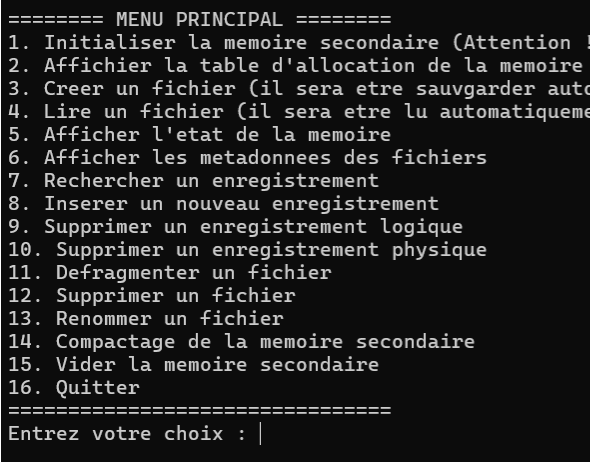 ======== MENU PRINCIPAL ========
1. Initialiser la memoire secondaire (Attention !
2. Affichier la table d'allocation de la memoire
3. Creer un fichier (il sera etre sauvgarder auto
4. Lire un fichier (il sera etre lu automatiqueme
5. Afficher l'etat de la memoire
6. Afficher les metadonnees des fichiers
7. Rechercher un enregistrement
8. Inserer un nouveau enregistrement
9. Supprimer un enregistrement logique
10. Supprimer un enregistrement physique
11. Defragmenter un fichier
12. Supprimer un fichier
13. Renommer un fichier
14. Compactage de la memoire secondaire
15. Vider la memoire secondaire
16. Quitter
================================
Entrez votre choix :